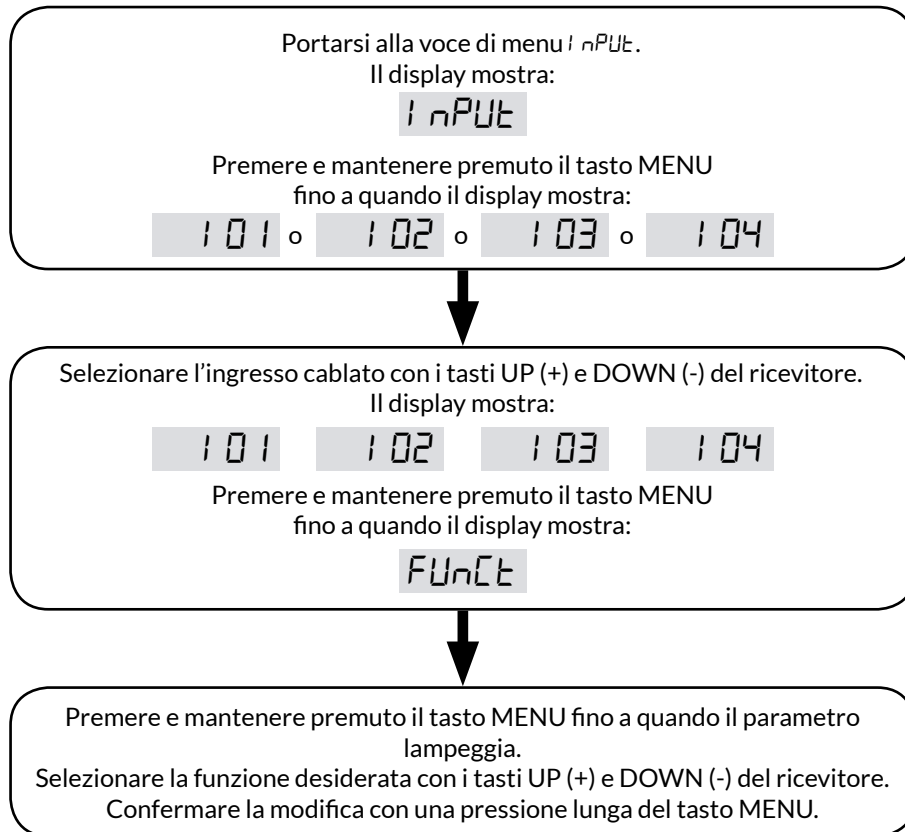 Portarsi alla voce di menu InPUt.
Il display mostra:
InPUt
Premere e mantenere premuto il tasto MENU
fino a quando il display mostra:
I01 o I02 o I03 o I04
Selezionare l’ingresso cablato con i tasti UP (+) e DOWN (-) del ricevitore.
Il display mostra:
I01 I02 I03 I04
Premere e mantenere premuto il tasto MENU
fino a quando il display mostra:
FUnCt
Premere e mantenere premuto il tasto MENU fino a quando il parametro
lampeggia.
Selezionare la funzione desiderata con i tasti UP (+) e DOWN (-) del ricevitore.
Confermare la modifica con una pressione lunga del tasto MENU.